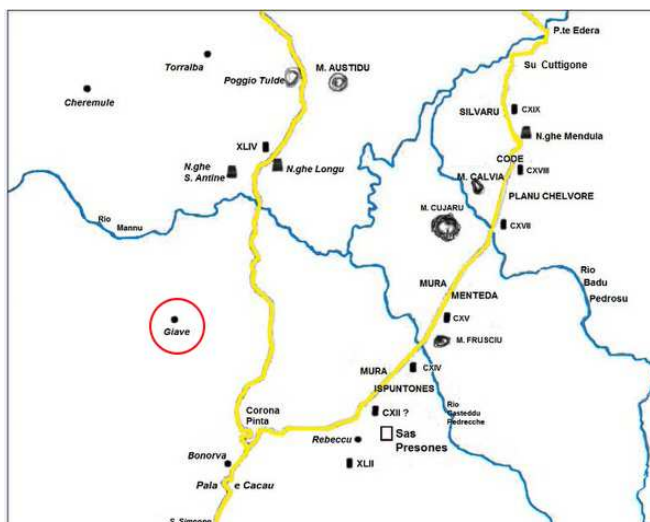 P.te Edera
Torralba
Su Cuttigone
M. AUSTIDU
Poggio Tulde
Cheremule
SILVARU
CXIX
N.ghe Mendula
XLIV
CODE
N.ghe
S. Antine
N.ghe Longu
CXVIII
M. CALVIA
PLANU CHELVORE
M. CUJARU
Rio
Mannu
CXVII
Rio
Badu
Pedrosu
MURA
MENTEDA
CXV
Giave
M. FRUSCIU
MURA
CXIV
ISPUNTONES
Corona
Pinta
CXII ?
Rio
Casteddu
Pedrecche
Rebeccu
Sas
Presones
Bonorva
XLII
Pala e Cacau
S. Simeone